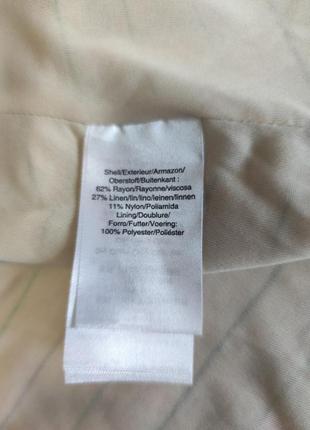 Shell/Exterieur/Armazon/
Oberstoff/Buitenkant :
62% Rayon/Rayonne/viscosa
27% Linen/lin/lino/leinen/linnen
11% Nylon/Poliamida
Lining/Doublure/
Forro/Futter/Voering:
100% Polyester/Poliéster